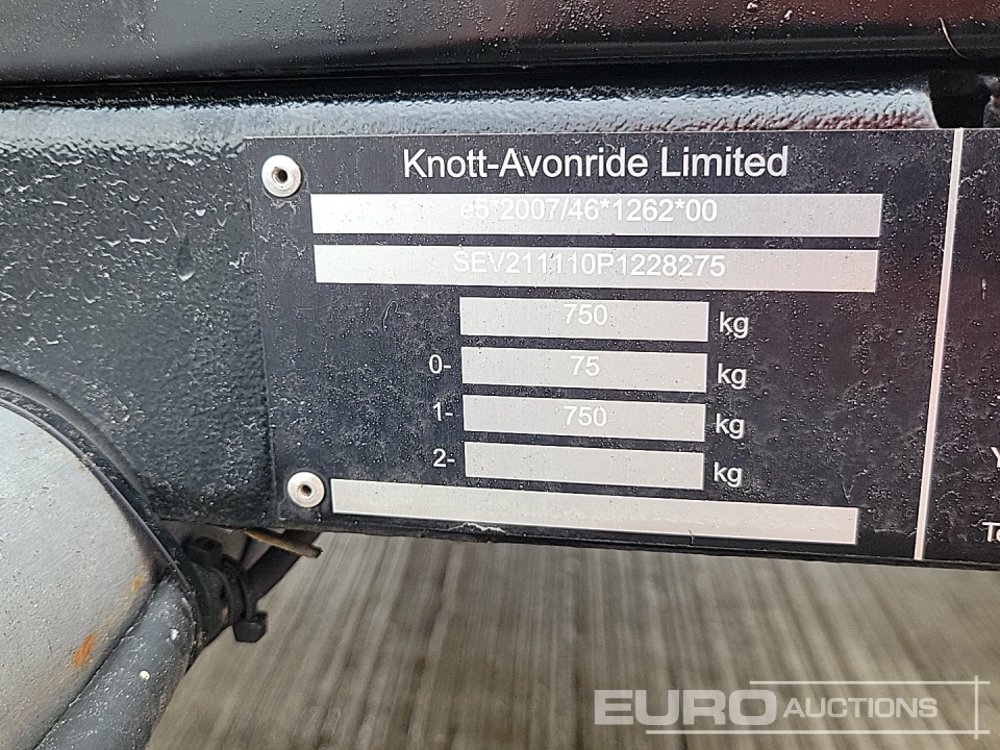 Knott-Avonride Limited
e5*2007/46*1262*00
SEV211110P1228275
750 kg
0- 75 kg
1- 750 kg
2- kg
Y
Te
EURO AUCTIONS